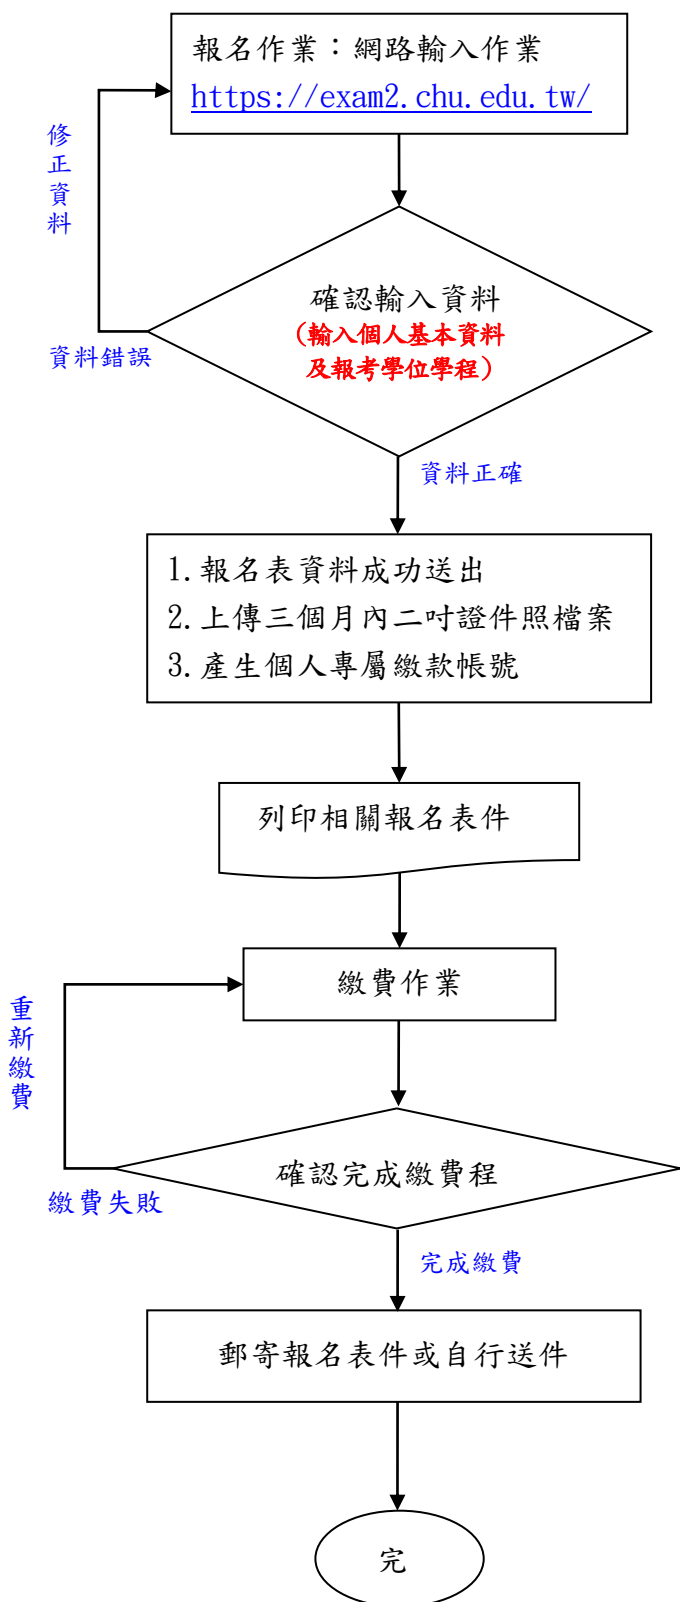 報名作業：網路輸入作業
https://exam2.chu.edu.tw/
修正資料
確認輸入資料
(輸入個人基本資料
及報考學位學程)
資料錯誤
資料正確
1.報名表資料成功送出
2.上傳三個月內二吋證件照檔案
3.產生個人專屬繳款帳號
列印相關報名表件
繳費作業
重新繳費
確認完成繳費程
繳費失敗
完成繳費
郵寄報名表件或自行送件
完